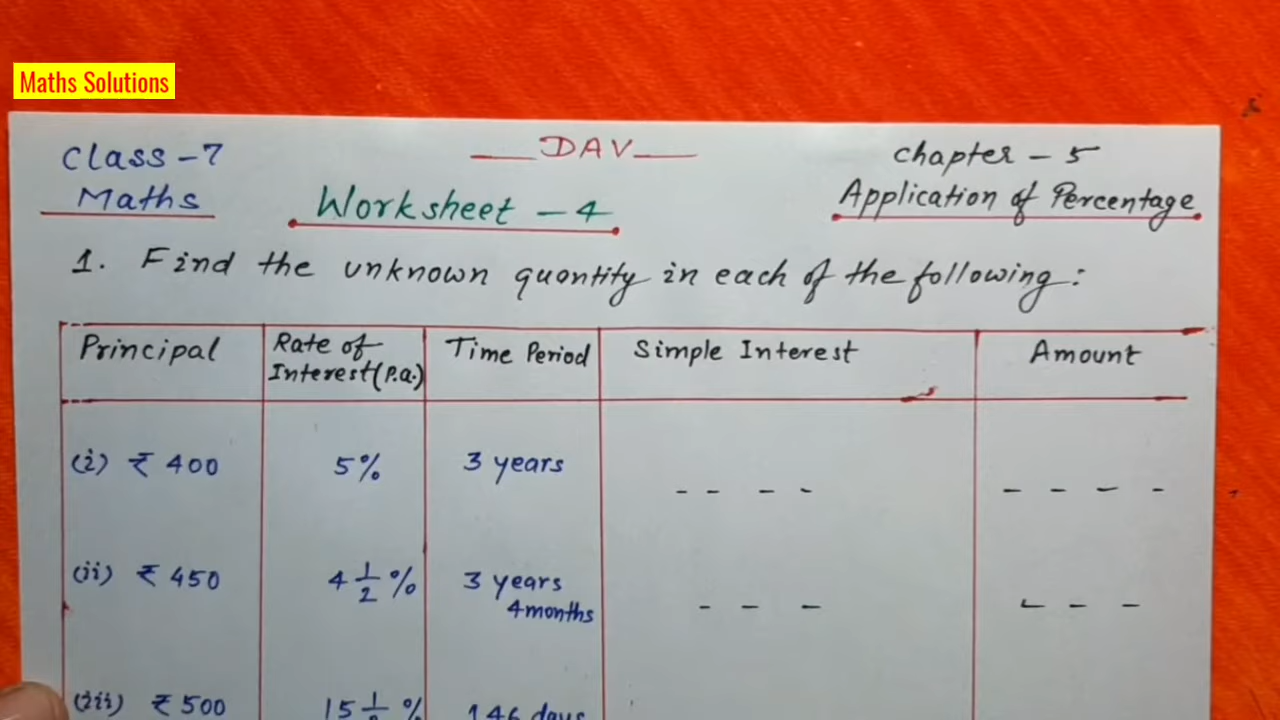 Maths Solutions
Class - 7
DAV
Chapter - 5
Maths
Worksheet - 4
Application of Percentage
1. Find the unknown quantity in each of the following:
Principal
Rate of
Interest (P.a.)
Time Period
Simple Interest
Amount
(i) ₹ 400
5%
3 years
- - - -
- - - -
(ii) ₹ 450
4 1/2 %
3 years
4 months
- - -
- - -
(iii) ₹ 500
146 days